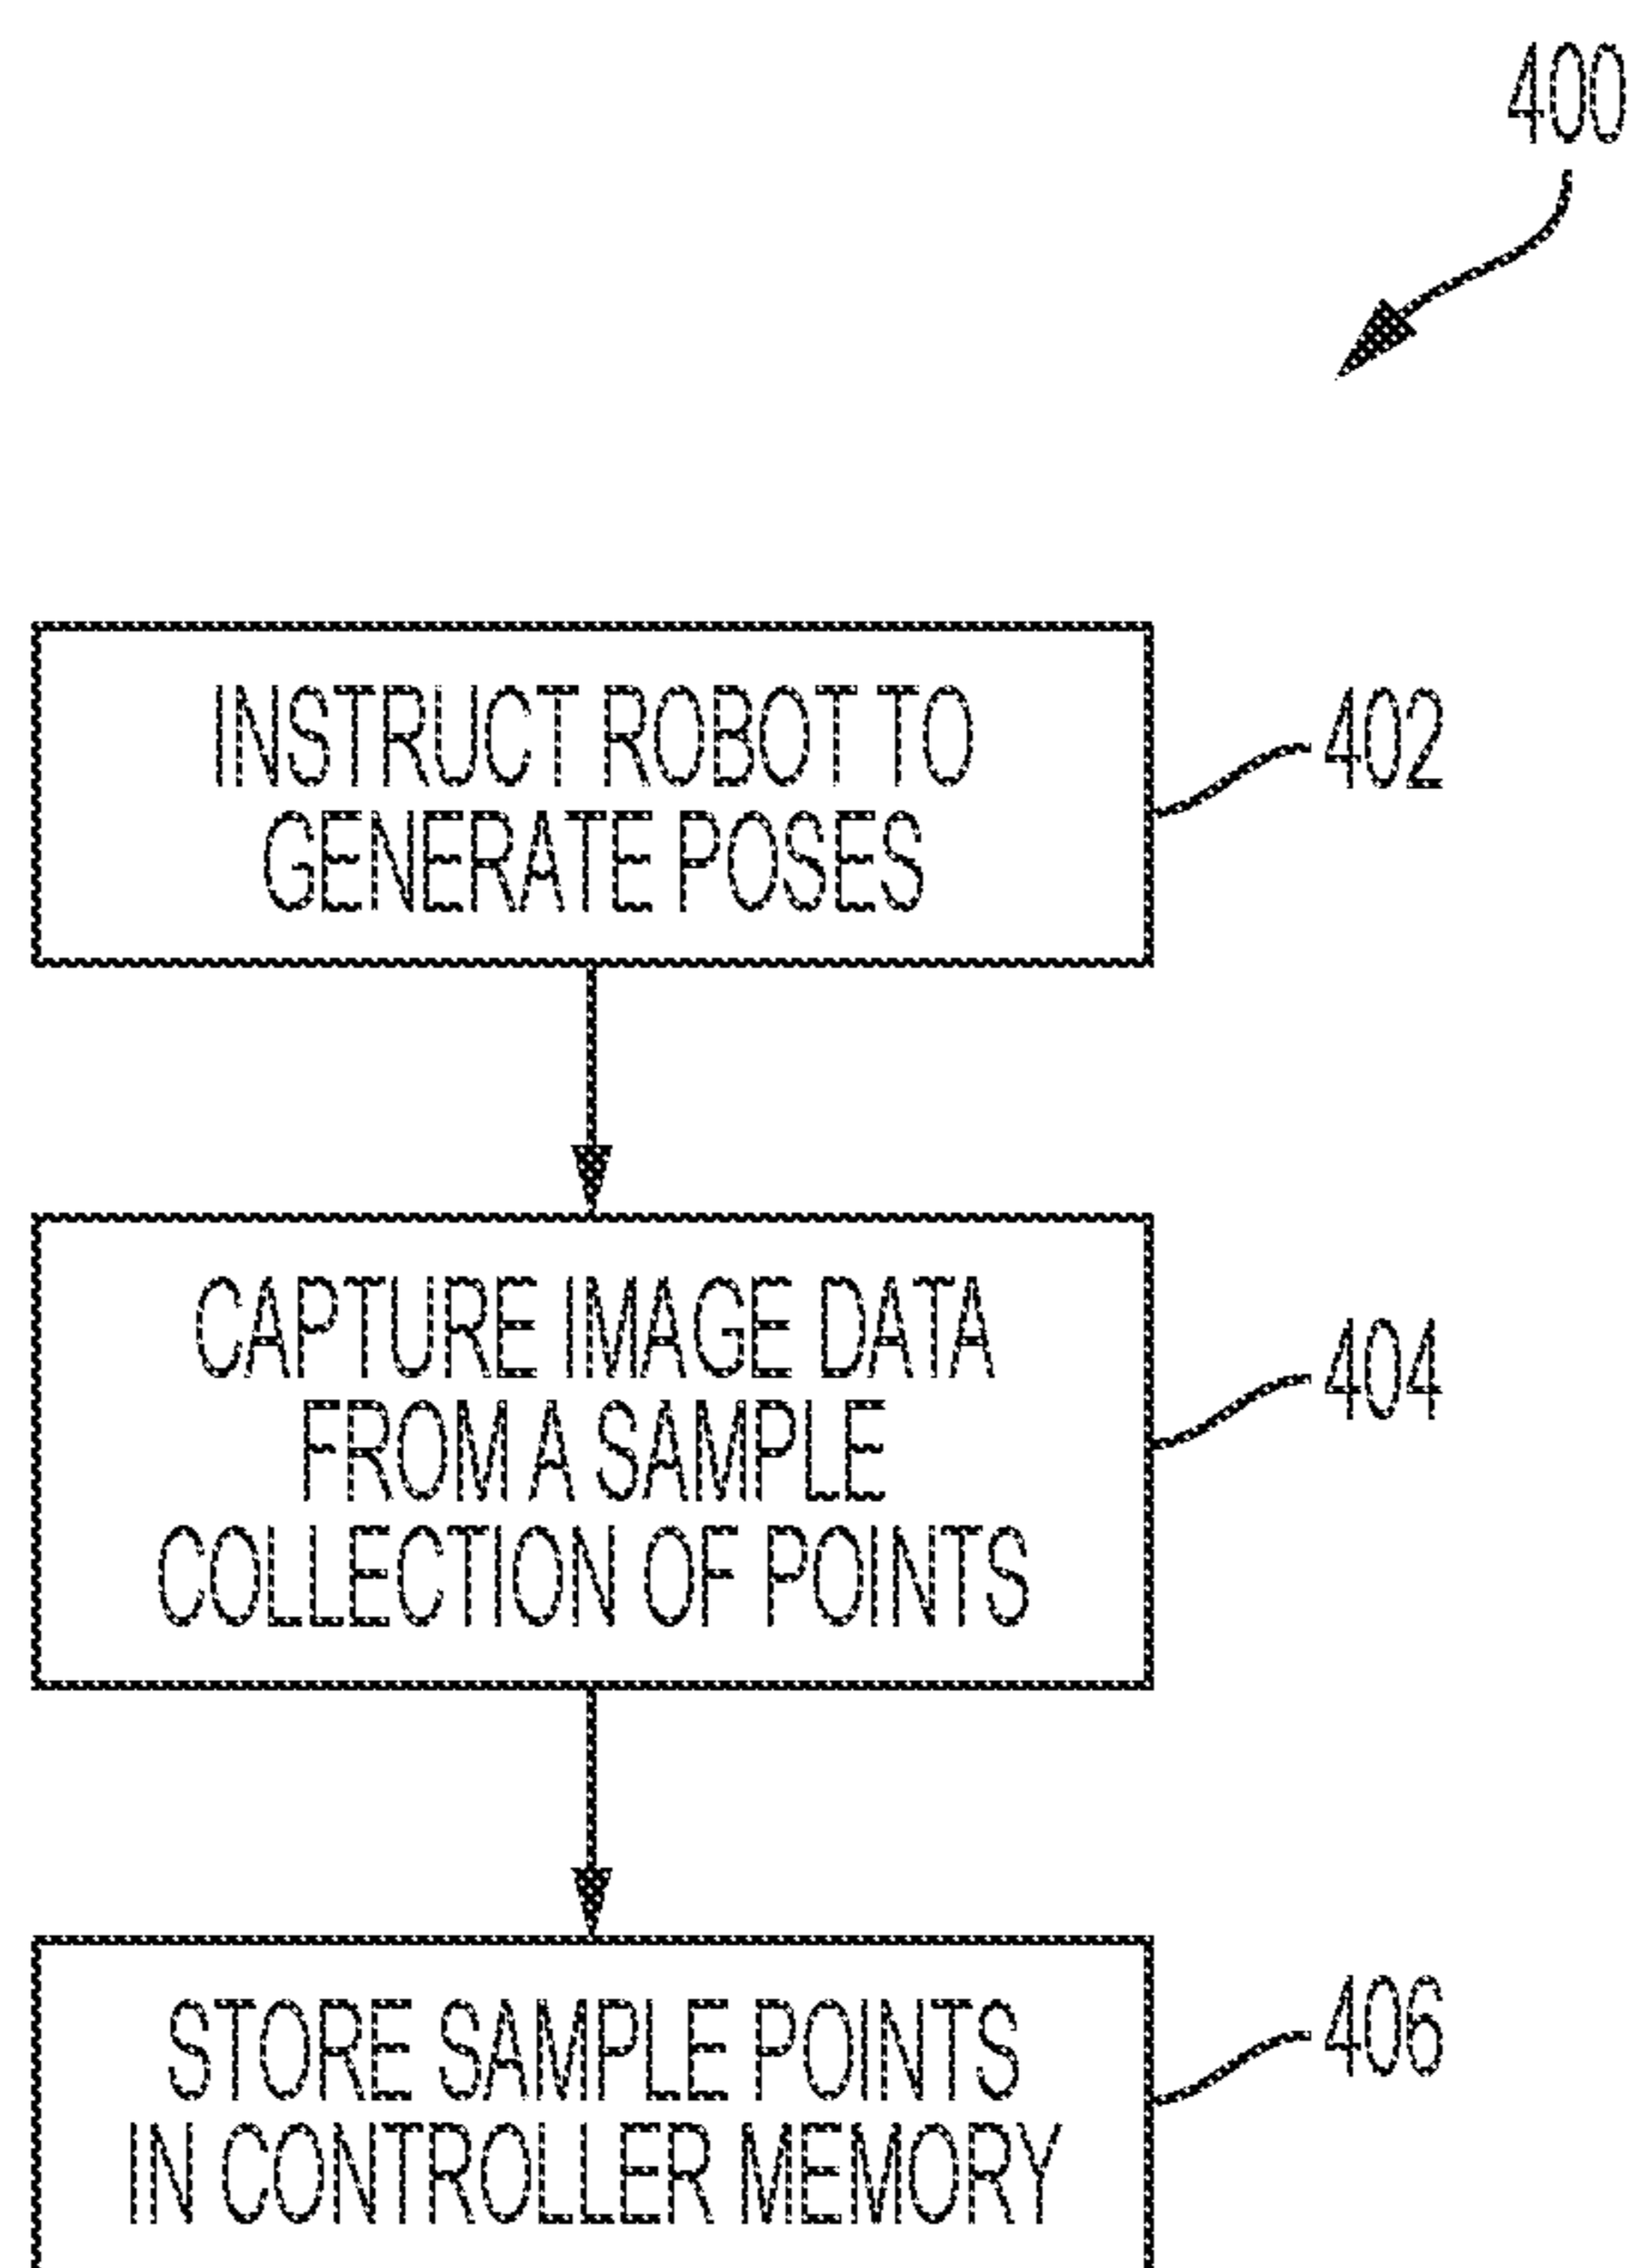 400
INSTRUCT ROBOT TO
GENERATE POSES
402
CAPTURE IMAGE DATA
FROM A SAMPLE
COLLECTION OF POINTS
404
STORE SAMPLE POINTS
IN CONTROLLER MEMORY
406